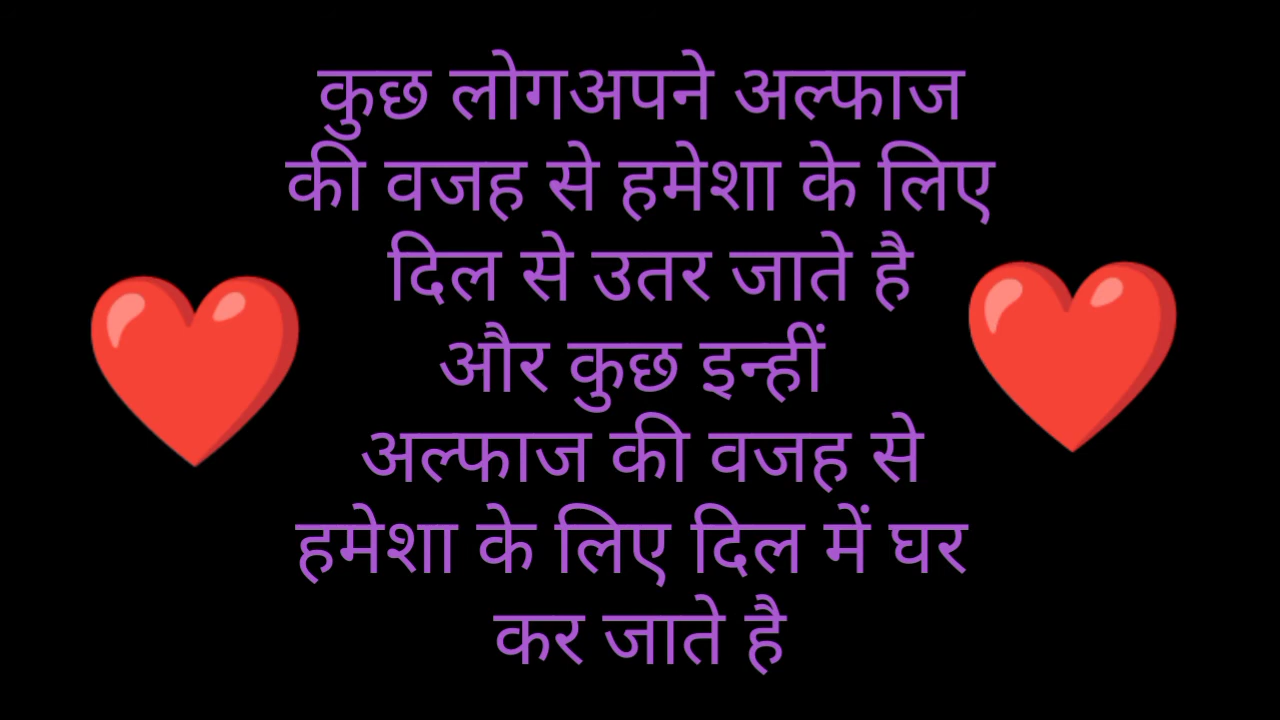 कुछ लोगअपने अल्फाज
की वजह से हमेशा के लिए
दिल से उतर जाते है
और कुछ इन्हीं
अल्फाज की वजह से
हमेशा के लिए दिल में घर
कर जाते है